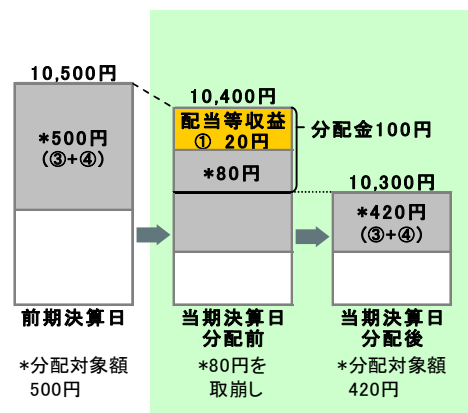 10,500円
*500円
(③+④)
前期決算日
*分配対象額
500円
10,400円
配当等収益
① 20円
*80円
分配金100円
当期決算日
分配前
*80円を
取崩し
10,300円
*420円
(③+④)
当期決算日
分配後
*分配対象額
420円